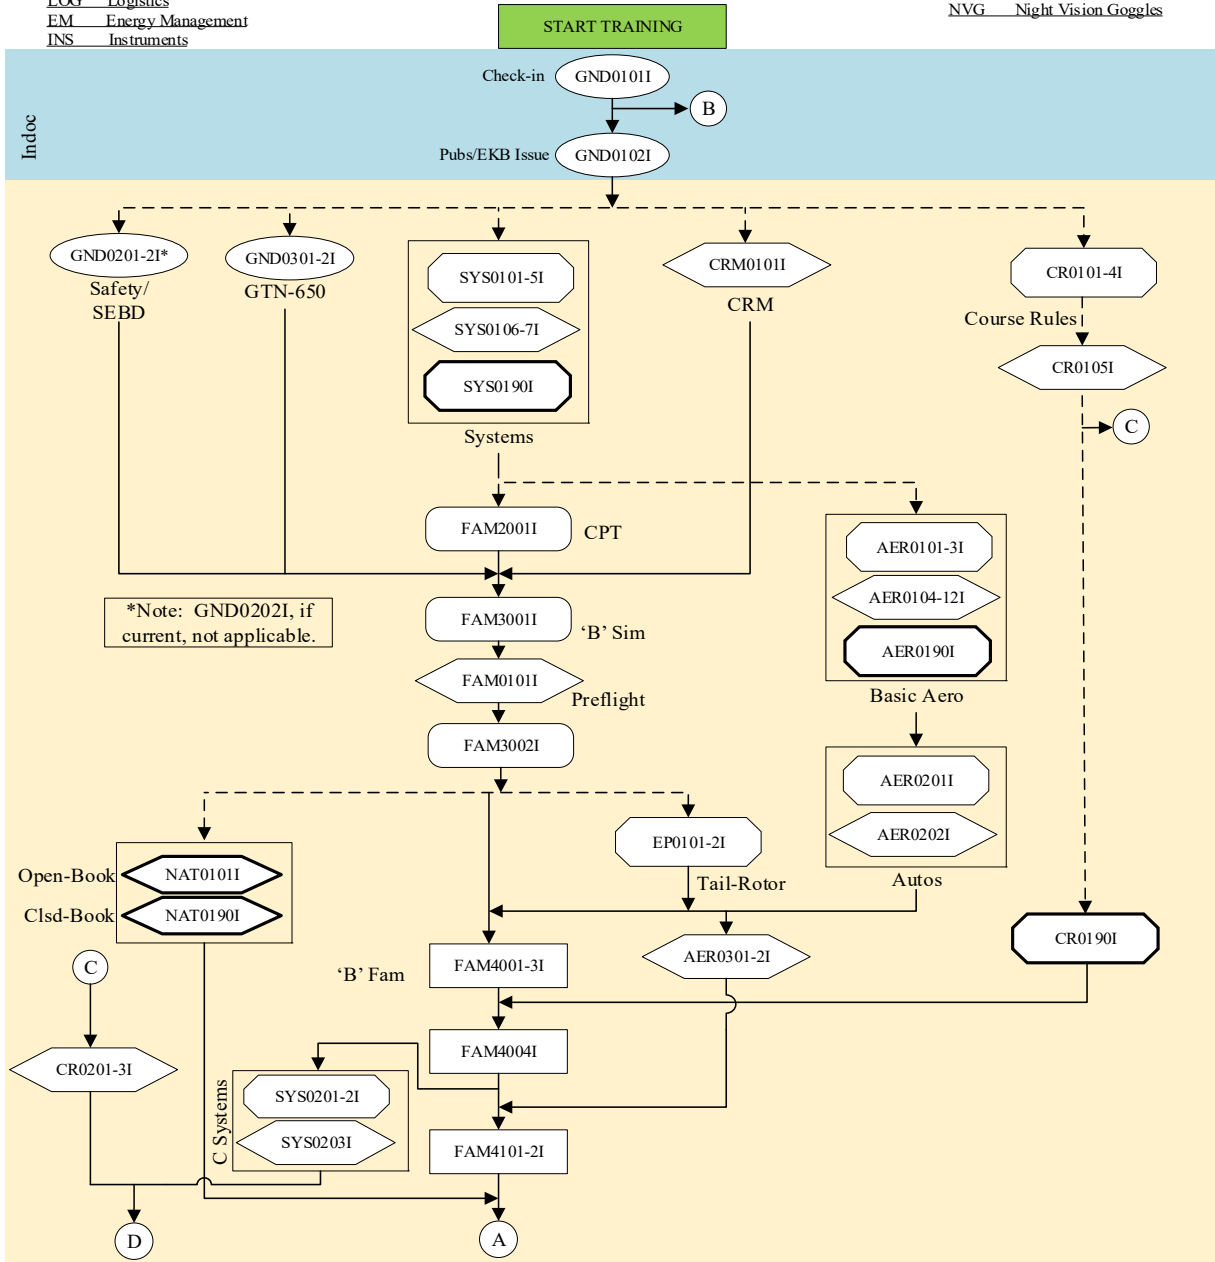 LOG Logistics
EM Energy Management
INS Instruments
NVG Night Vision Goggles
START TRAINING
Indoc
Check-in
GND0101I
B
Pubs/EKB Issue
GND0102I
GND0201-2I*
Safety/
SEBD
GND0301-2I
GTN-650
SYS0101-5I
SYS0106-7I
SYS0190I
Systems
CRM0101I
CRM
CR0101-4I
Course Rules
CR0105I
C
FAM2001I
CPT
AER0101-3I
AER0104-12I
AER0190I
Basic Aero
*Note: GND0202I, if
current, not applicable.
FAM3001I
‘B’ Sim
FAM0101I
Preflight
FAM3002I
AER0201I
AER0202I
Autos
EP0101-2I
Tail-Rotor
Open-Book
NAT0101I
Clsd-Book
NAT0190I
CR0190I
C
‘B’ Fam
FAM4001-3I
AER0301-2I
CR0201-3I
FAM4004I
C Systems
SYS0201-2I
SYS0203I
FAM4101-2I
D
A